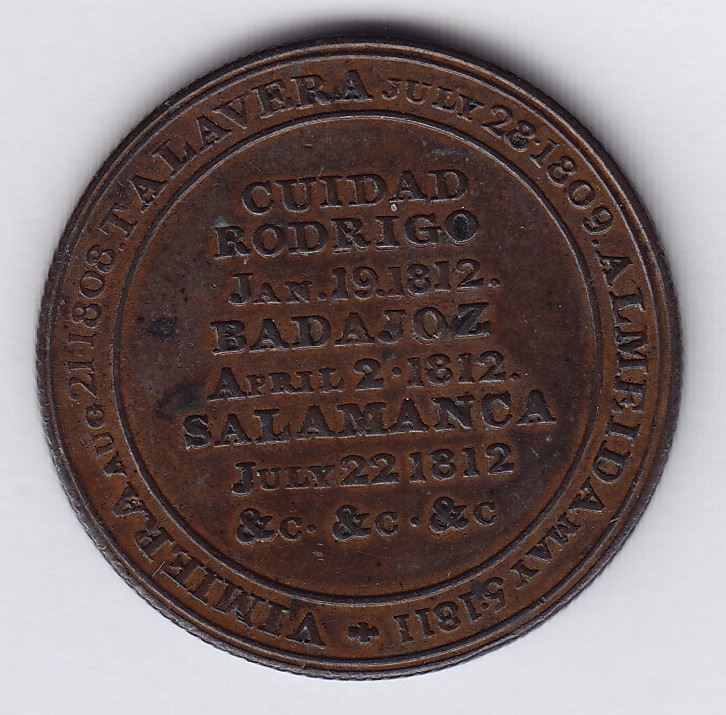 VIMIERA AUG 21 1808. TALAVERA JULY 28·1809. ALMEIDA MAY 5·1811
CUIDAD
RODRIGO
JAN.19.1812.
BADAJOZ
APRIL 2·1812.
SALAMANCA
JULY 22 1812
&C· &C·&C